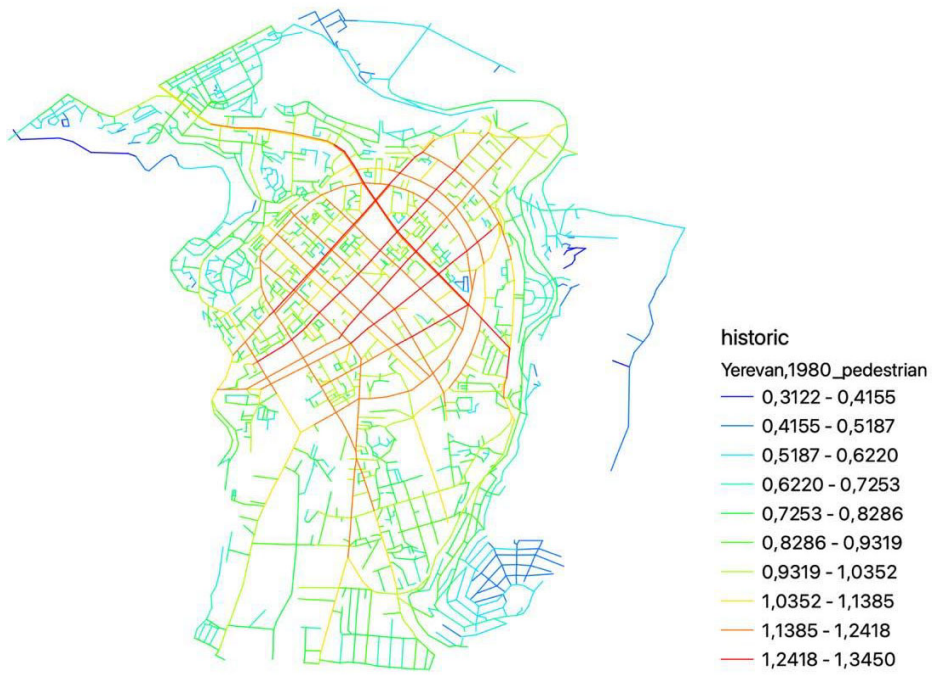 historic
Yerevan,1980_pedestrian
0,3122 - 0,4155
0,4155 - 0,5187
0,5187 - 0,6220
0,6220 - 0,7253
0,7253 - 0,8286
0,8286 - 0,9319
0,9319 - 1,0352
1,0352 - 1,1385
1,1385 - 1,2418
1,2418 - 1,3450